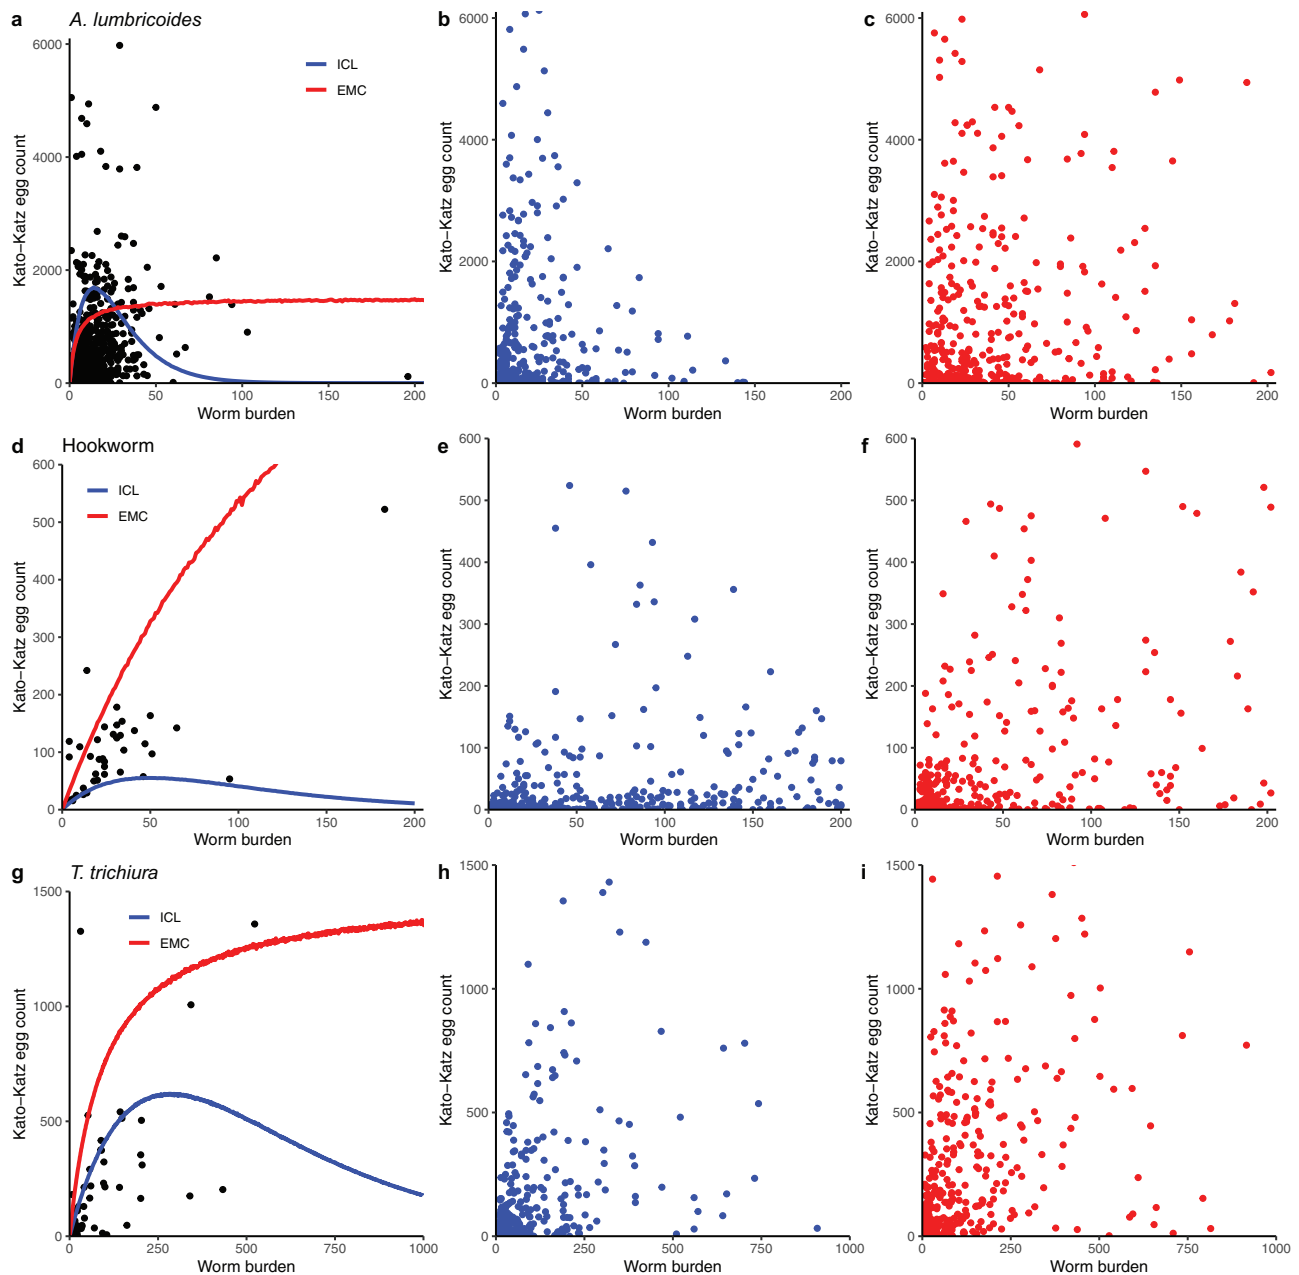 a
A. lumbricoides
Kato–Katz egg count
6000
4000
2000
0
ICL
EMC
0 50 100 150 200
Worm burden
b
Kato–Katz egg count
6000
4000
2000
0
0 50 100 150 200
Worm burden
c
Kato–Katz egg count
6000
4000
2000
0
0 50 100 150 200
Worm burden
d
Hookworm
Kato–Katz egg count
600
500
400
300
200
100
0
ICL
EMC
0 50 100 150 200
Worm burden
e
Kato–Katz egg count
600
500
400
300
200
100
0
0 50 100 150 200
Worm burden
f
Kato–Katz egg count
600
500
400
300
200
100
0
0 50 100 150 200
Worm burden
g
T. trichiura
Kato–Katz egg count
1500
1000
500
0
ICL
EMC
0 250 500 750 1000
Worm burden
h
Kato–Katz egg count
1500
1000
500
0
0 250 500 750 1000
Worm burden
i
Kato–Katz egg count
1500
1000
500
0
0 250 500 750 1000
Worm burden